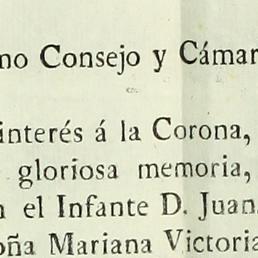 no Consejo y Cámar
interés á la Corona,
gloriosa memoria,
n el Infante D. Juan
oña Mariana Victoria